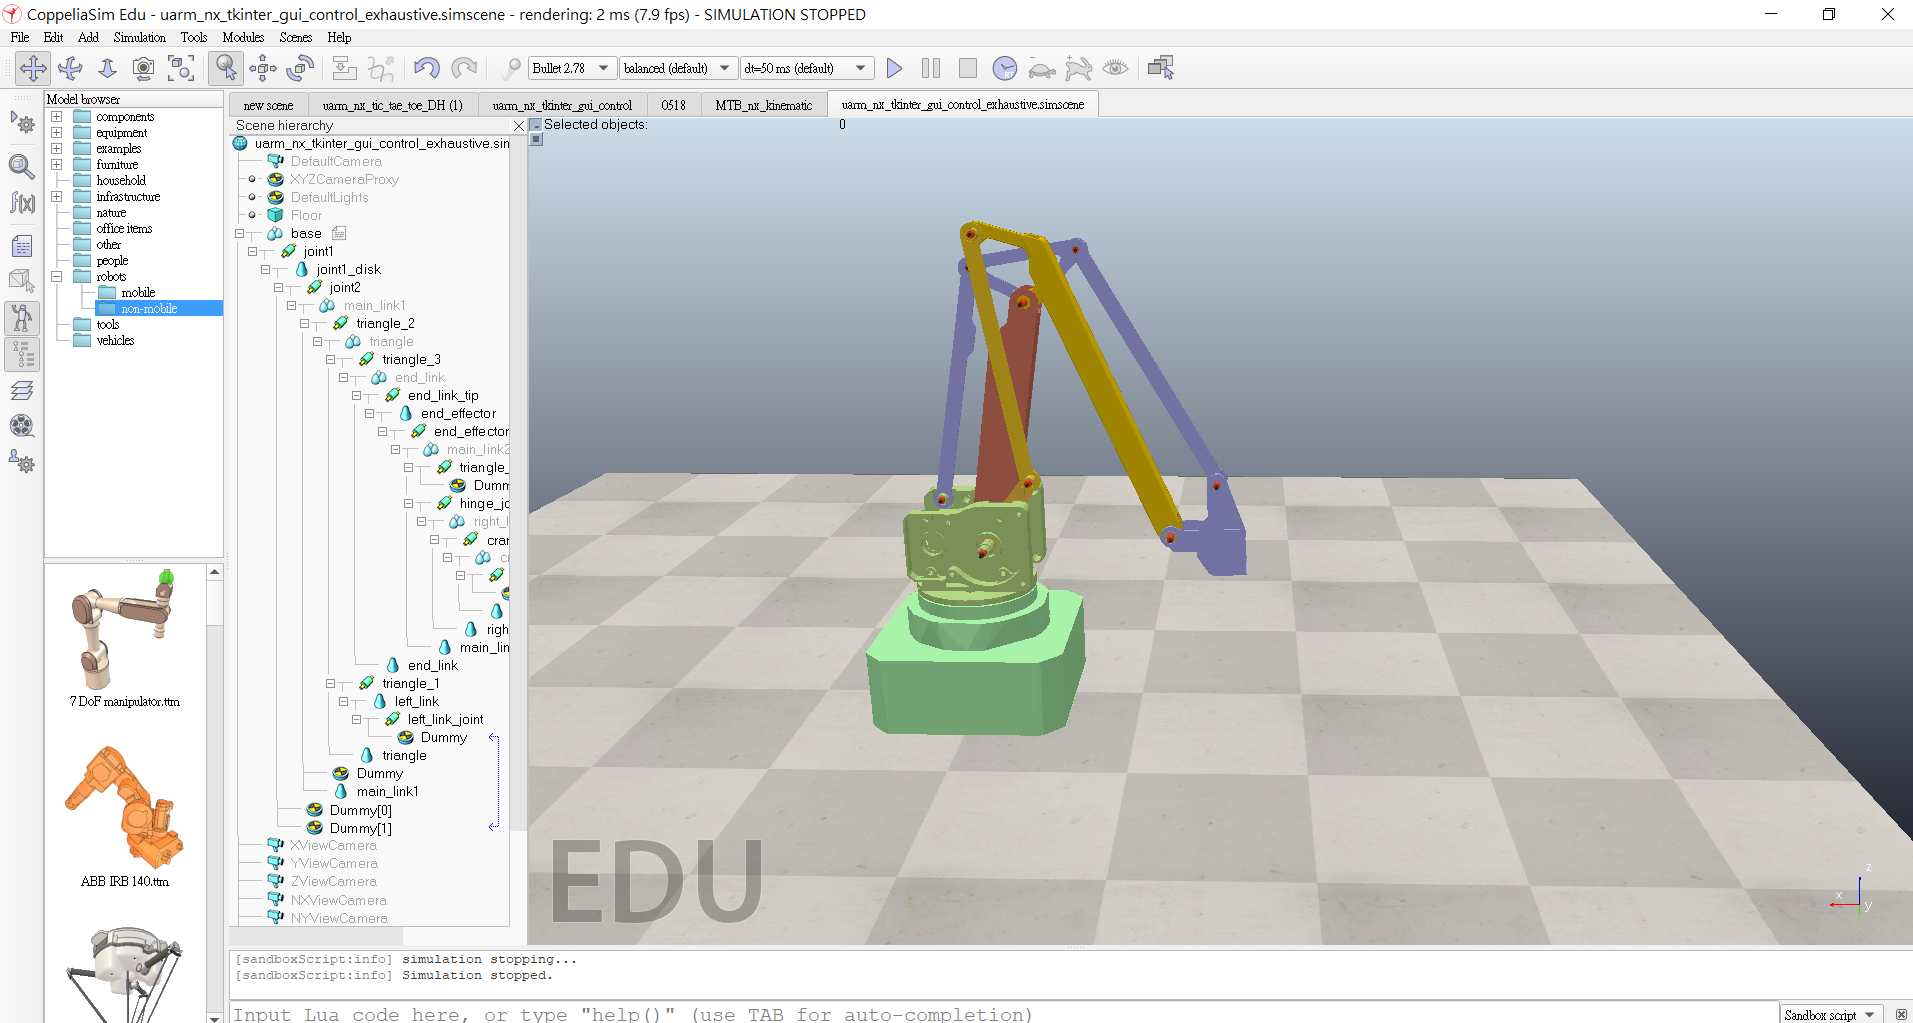 CoppeliaSim Edu - uarm_nx_tkinter_gui_control_exhaustive.simscene - rendering: 2 ms (7.9 fps) - SIMULATION STOPPED
File Edit Add Simulation Tools Modules Scenes Help
Bullet 2.78 balanced (default) dt=50 ms (default) RT
Model browser
components
equipment
examples
furniture
household
infrastructure
nature
office items
other
people
robots
mobile
non-mobile
tools
vehicles
f(x)
7 DoF manipulator.ttm
ABB IRB 140.ttm
new scene uarm_nx_tic_tae_toe_DH (1) uarm_nx_tkinter_gui_control 0518 MTB_nx_kinematic uarm_nx_tkinter_gui_control_exhaustive.simscene
Scene hierarchy
uarm_nx_tkinter_gui_control_exhaustive.sim
DefaultCamera
XYZCameraProxy
DefaultLights
Floor
base
joint1
joint1_disk
joint2
main_link1
triangle_2
triangle
triangle_3
end_link
end_link_tip
end_effector
end_effector
main_link2
triangle_
Dumm
hinge_jo
right_l
cran
c
righ
main_lin
end_link
triangle_1
left_link
left_link_joint
Dummy
triangle
Dummy
main_link1
Dummy[0]
Dummy[1]
XViewCamera
YViewCamera
ZViewCamera
NXViewCamera
NYViewCamera
Selected objects: 0
EDU
z
x
y
[sandboxScript:info] simulation stopping...
[sandboxScript:info] Simulation stopped.
Input Lua code here, or type "help()" (use TAB for auto-completion)
Sandbox script